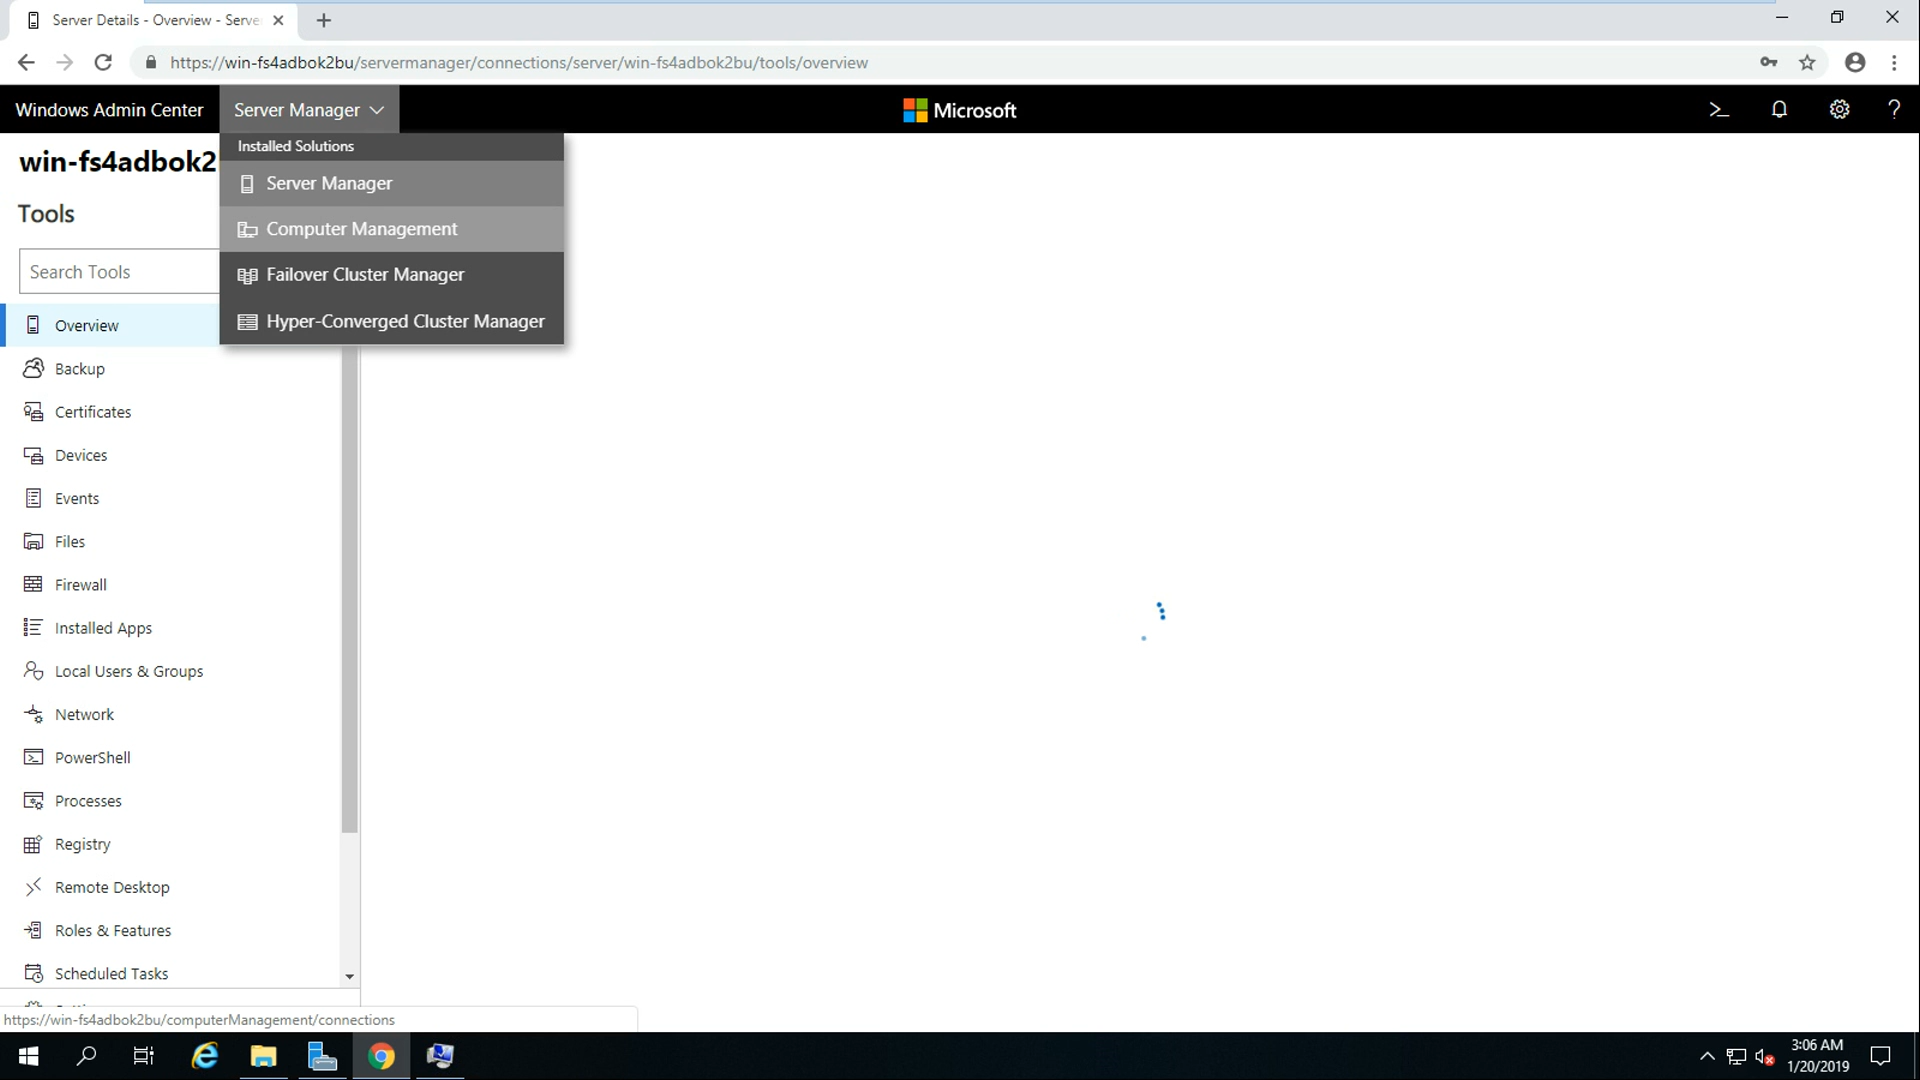 Server Details - Overview - Serve
https://win-fs4adbok2bu/servermanager/connections/server/win-fs4adbok2bu/tools/overview
Windows Admin Center
Server Manager
Microsoft
?
Installed Solutions
win-fs4adbok2
Server Manager
Tools
Computer Management
Search Tools
Failover Cluster Manager
Hyper-Converged Cluster Manager
Overview
Backup
Certificates
Devices
Events
Files
Firewall
Installed Apps
Local Users & Groups
Network
PowerShell
Processes
Registry
Remote Desktop
Roles & Features
Scheduled Tasks
https://win-fs4adbok2bu/computerManagement/connections
3:06 AM
1/20/2019